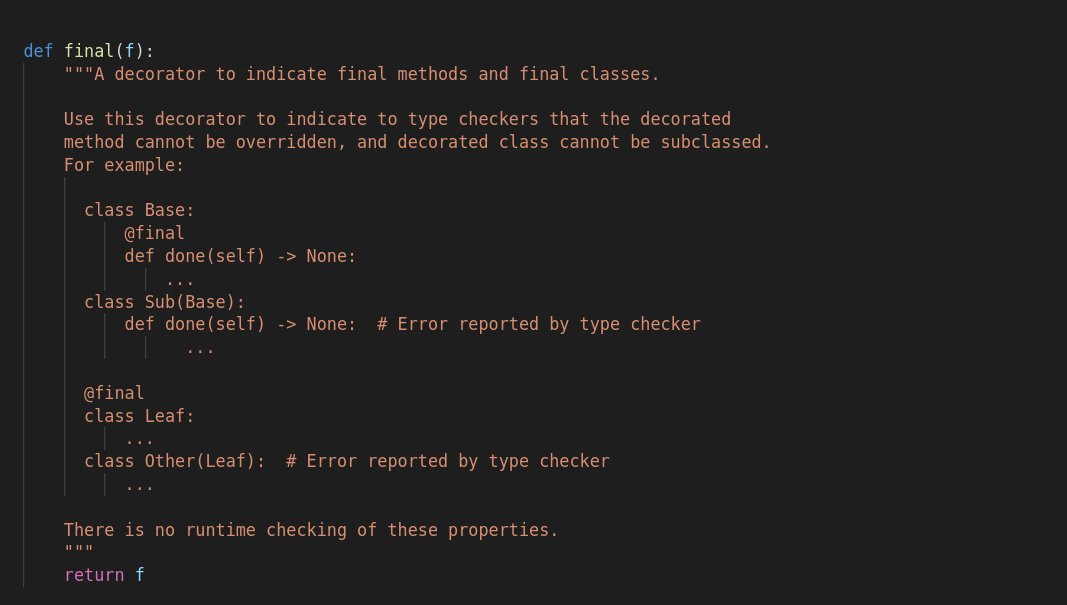 def final(f):
    """A decorator to indicate final methods and final classes.

    Use this decorator to indicate to type checkers that the decorated
    method cannot be overridden, and decorated class cannot be subclassed.
    For example:

      class Base:
          @final
          def done(self) -> None:
              ...
      class Sub(Base):
          def done(self) -> None:  # Error reported by type checker
                ...

      @final
      class Leaf:
          ...
      class Other(Leaf):  # Error reported by type checker
          ...

    There is no runtime checking of these properties.
    """
    return f